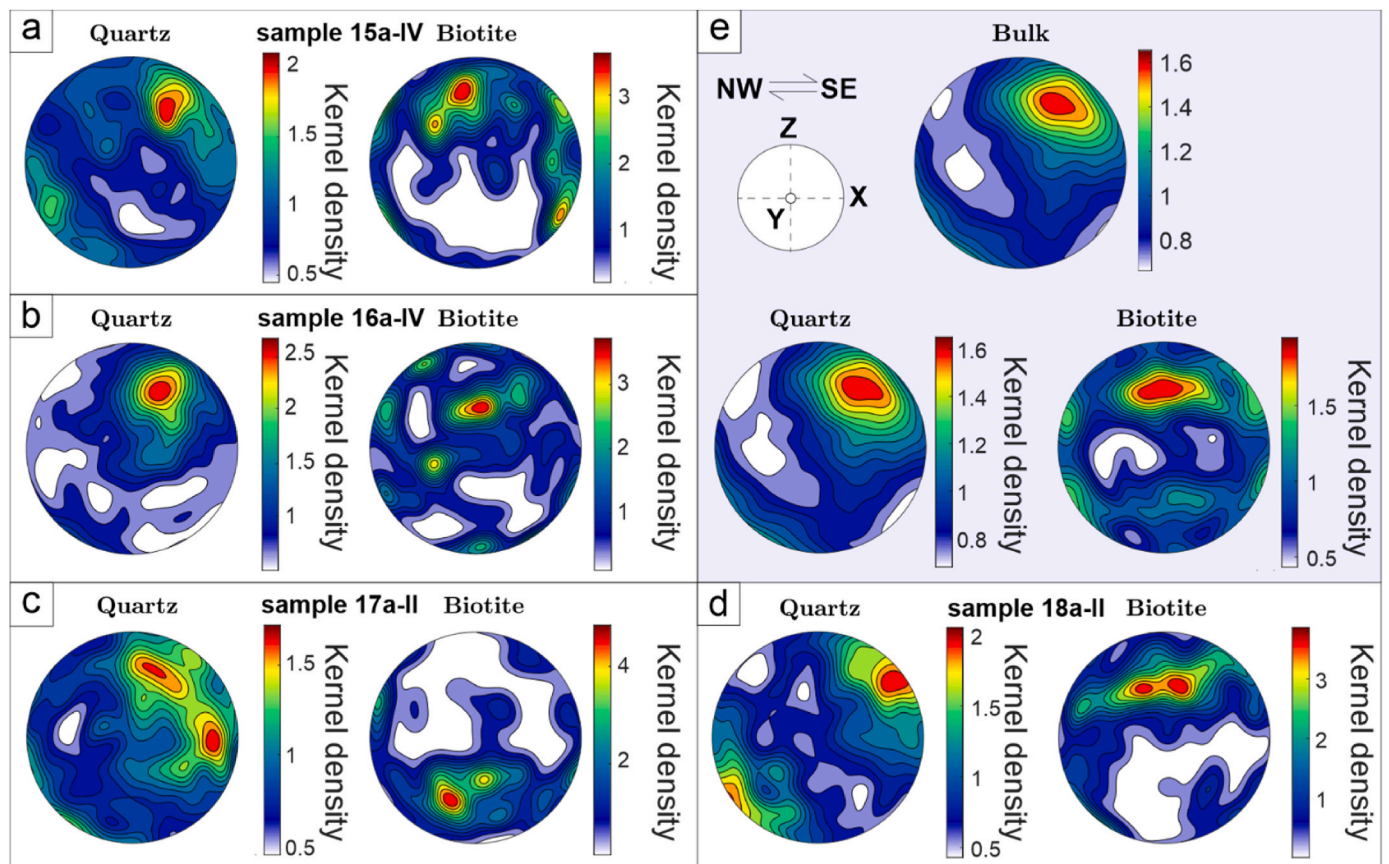 a
Quartz
sample 15a-IV
Biotite
2
1.5
1
0.5
Kernel density
3
2
1
Kernel density
e
Bulk
NW
SE
Z
X
Y
1.6
1.4
1.2
1
0.8
Kernel density
b
Quartz
sample 16a-IV
Biotite
2.5
2
1.5
1
Kernel density
3
2
1
Kernel density
Quartz
1.6
1.4
1.2
1
0.8
Kernel density
Biotite
1.5
1
0.5
Kernel density
c
Quartz
sample 17a-II
Biotite
1.5
1
0.5
Kernel density
4
2
Kernel density
d
Quartz
sample 18a-II
Biotite
2
1.5
1
0.5
Kernel density
3
2
1
Kernel density